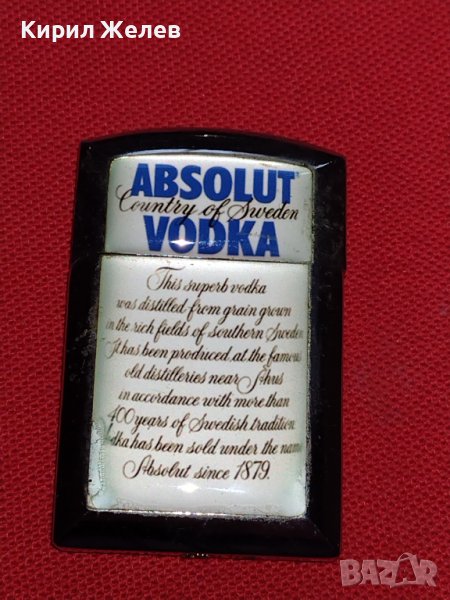 Кирил Желев
ABSOLUT
Country of Sweden
VODKA
This superb vodka
was distilled from grain grown
in the rich fields of southern Sweden
It has been produced at the famous
old distilleries near Åhus
in accordance with more than
400 years of Swedish tradition
dka has been sold under the name
Absolut since 1879.
BAZAR